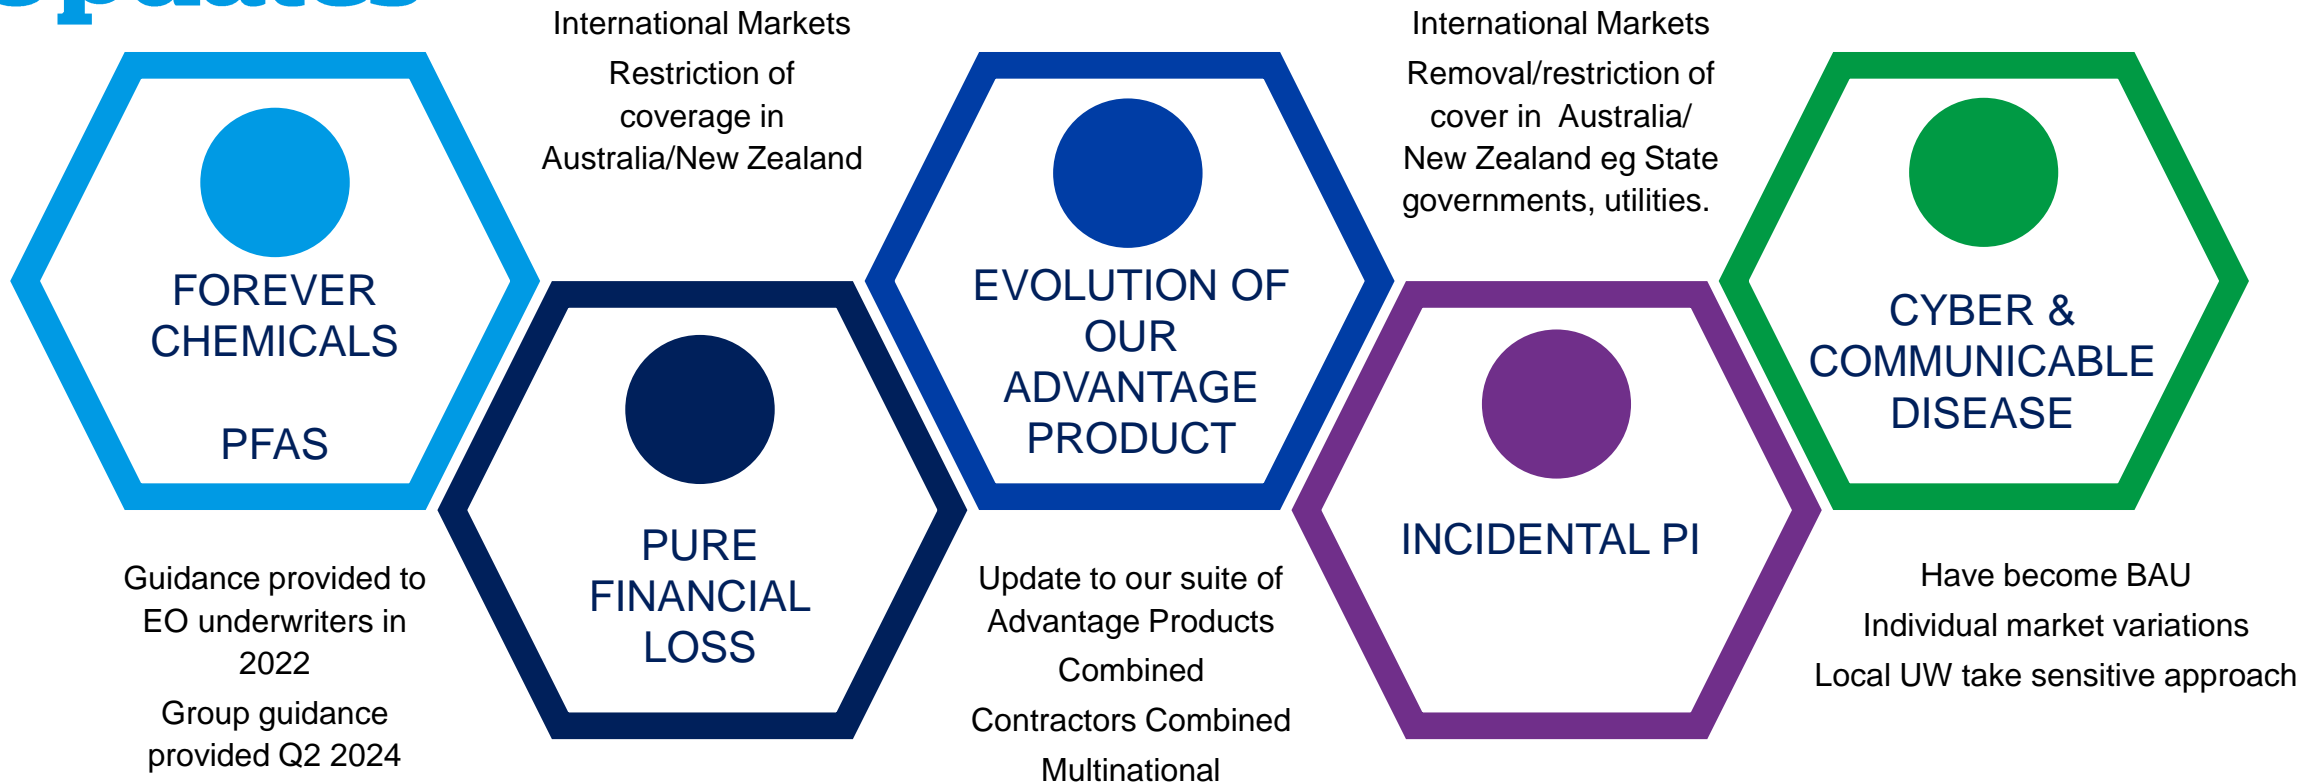 International Markets
Restriction of
coverage in
Australia/New Zealand
International Markets
Removal/restriction of
cover in  Australia/
New Zealand eg State
governments, utilities.
FOREVER
CHEMICALS
PFAS
Guidance provided to
EO underwriters in
2022
Group guidance
provided Q2 2024
PURE
FINANCIAL
LOSS
EVOLUTION OF
OUR
ADVANTAGE
PRODUCT
Update to our suite of
Advantage Products
Combined
Contractors Combined
Multinational
INCIDENTAL PI
CYBER &
COMMUNICABLE
DISEASE
Have become BAU
Individual market variations
Local UW take sensitive approach